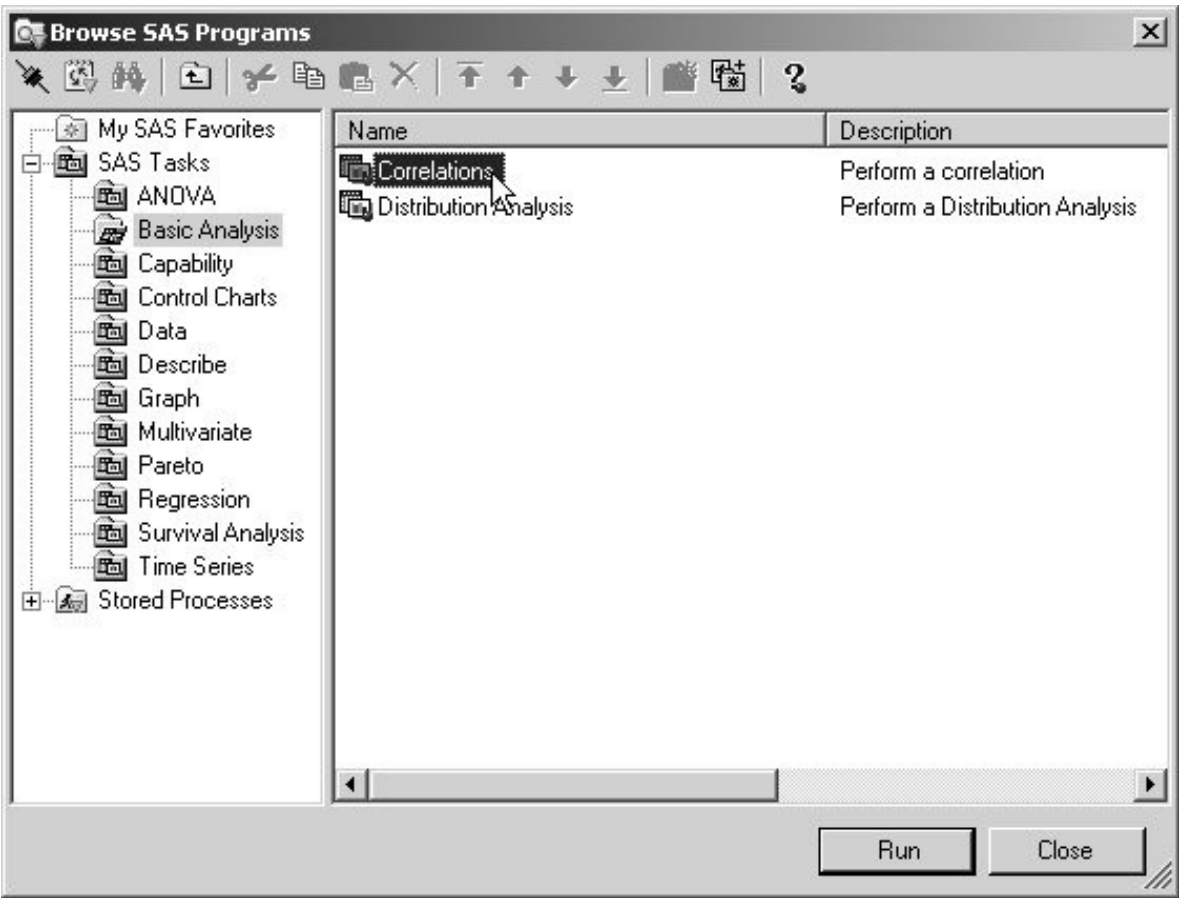 Browse SAS Programs
My SAS Favorites
SAS Tasks
ANOVA
Basic Analysis
Capability
Control Charts
Data
Describe
Graph
Multivariate
Pareto
Regression
Survival Analysis
Time Series
Stored Processes
Name Description
Correlations Perform a correlation
Distribution Analysis Perform a Distribution Analysis
Run Close